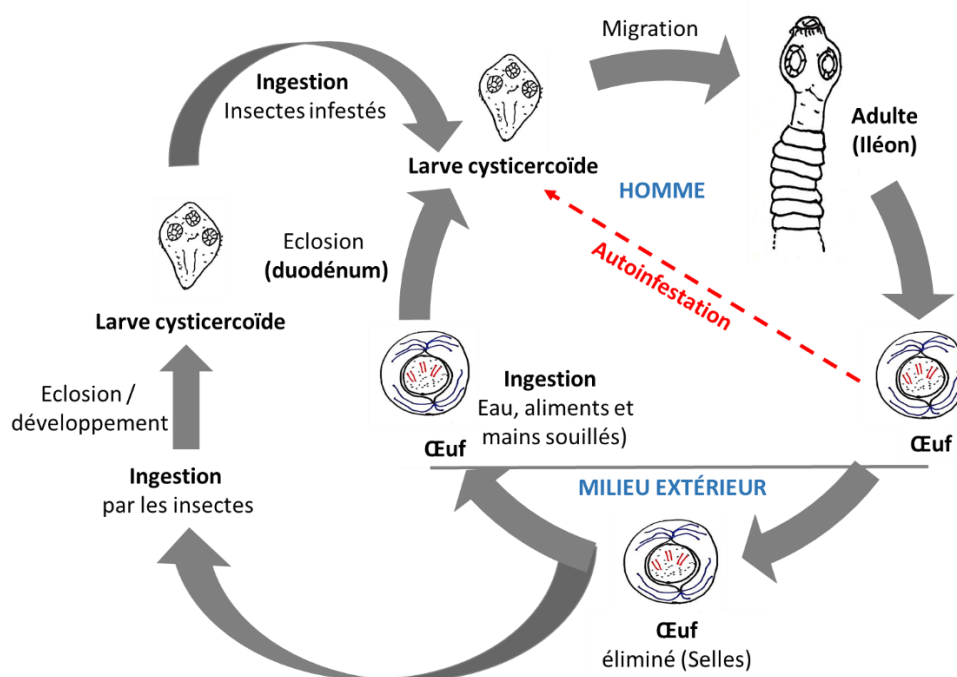 Migration
Ingestion
Insectes infestés
Adulte
(Iléon)
Larve cysticercoïde
HOMME
Eclosion
(duodénum)
Autoinfestation
Larve cysticercoïde
Eclosion /
développement
Ingestion
Eau, aliments et
mains souillés)
Œuf
Œuf
Ingestion
par les insectes
MILIEU EXTÉRIEUR
Œuf
éliminé (Selles)